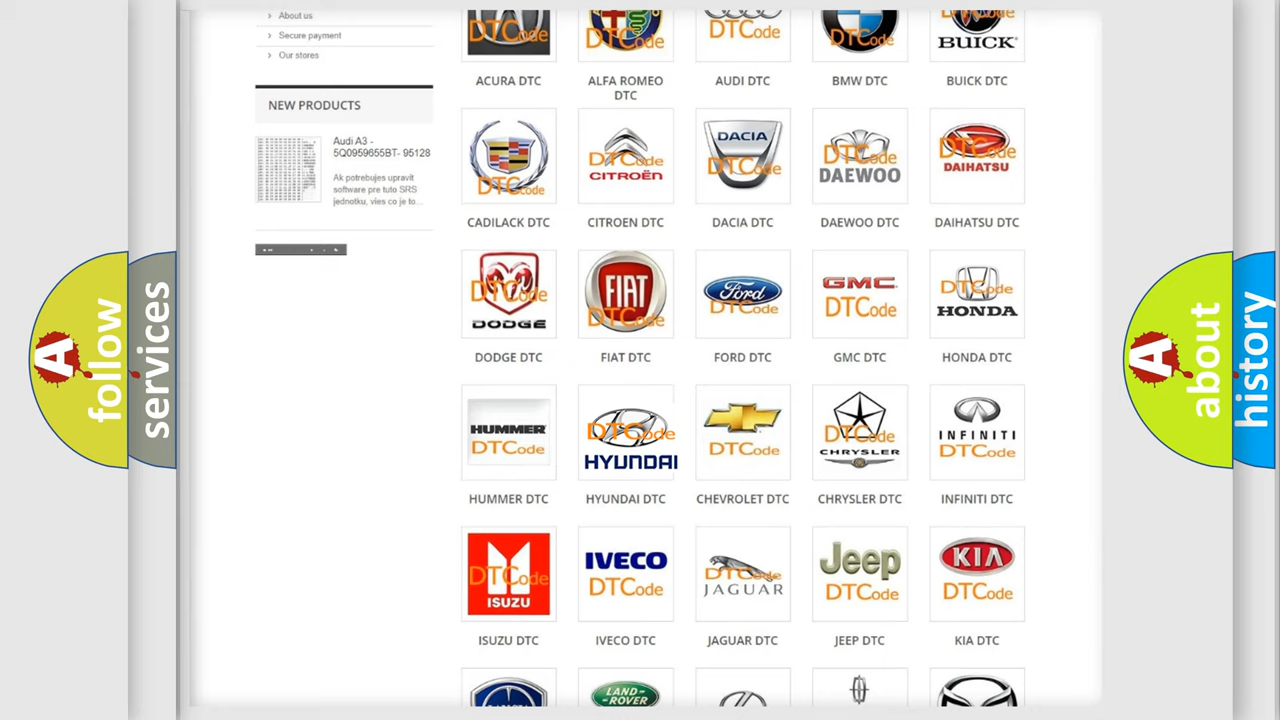 About us
Secure payment
Our stores
NEW PRODUCTS
Audi A3 -
5Q0959655BT- 95128
Ak potrebujes upravit
software pre tuto SRS
jednotku, vies co je to...
DTCode
DTCode
DTCode
DTCode
BUICK
ACURA DTC
ALFA ROMEO
DTC
AUDI DTC
BMW DTC
BUICK DTC
DTCode
DTCode
CITROËN
DACIA
DTCode
DTCode
DAEWOO
DTCode
DAIHATSU
CADILACK DTC
CITROEN DTC
DACIA DTC
DAEWOO DTC
DAIHATSU DTC
DTCode
DODGE
FIAT
DTCode
Ford
DTCode
GMC
DTCode
DTCode
HONDA
DODGE DTC
FIAT DTC
FORD DTC
GMC DTC
HONDA DTC
HUMMER
DTCode
DTCode
HYUNDAI
DTCode
DTCode
CHRYSLER
INFINITI
DTCode
HUMMER DTC
HYUNDAI DTC
CHEVROLET DTC
CHRYSLER DTC
INFINITI DTC
DTCode
ISUZU
IVECO
DTCode
DTCode
JAGUAR
Jeep
DTCode
KIA
DTCode
ISUZU DTC
IVECO DTC
JAGUAR DTC
JEEP DTC
KIA DTC
LAND-
ROVER
A
follow
services
A
about
history